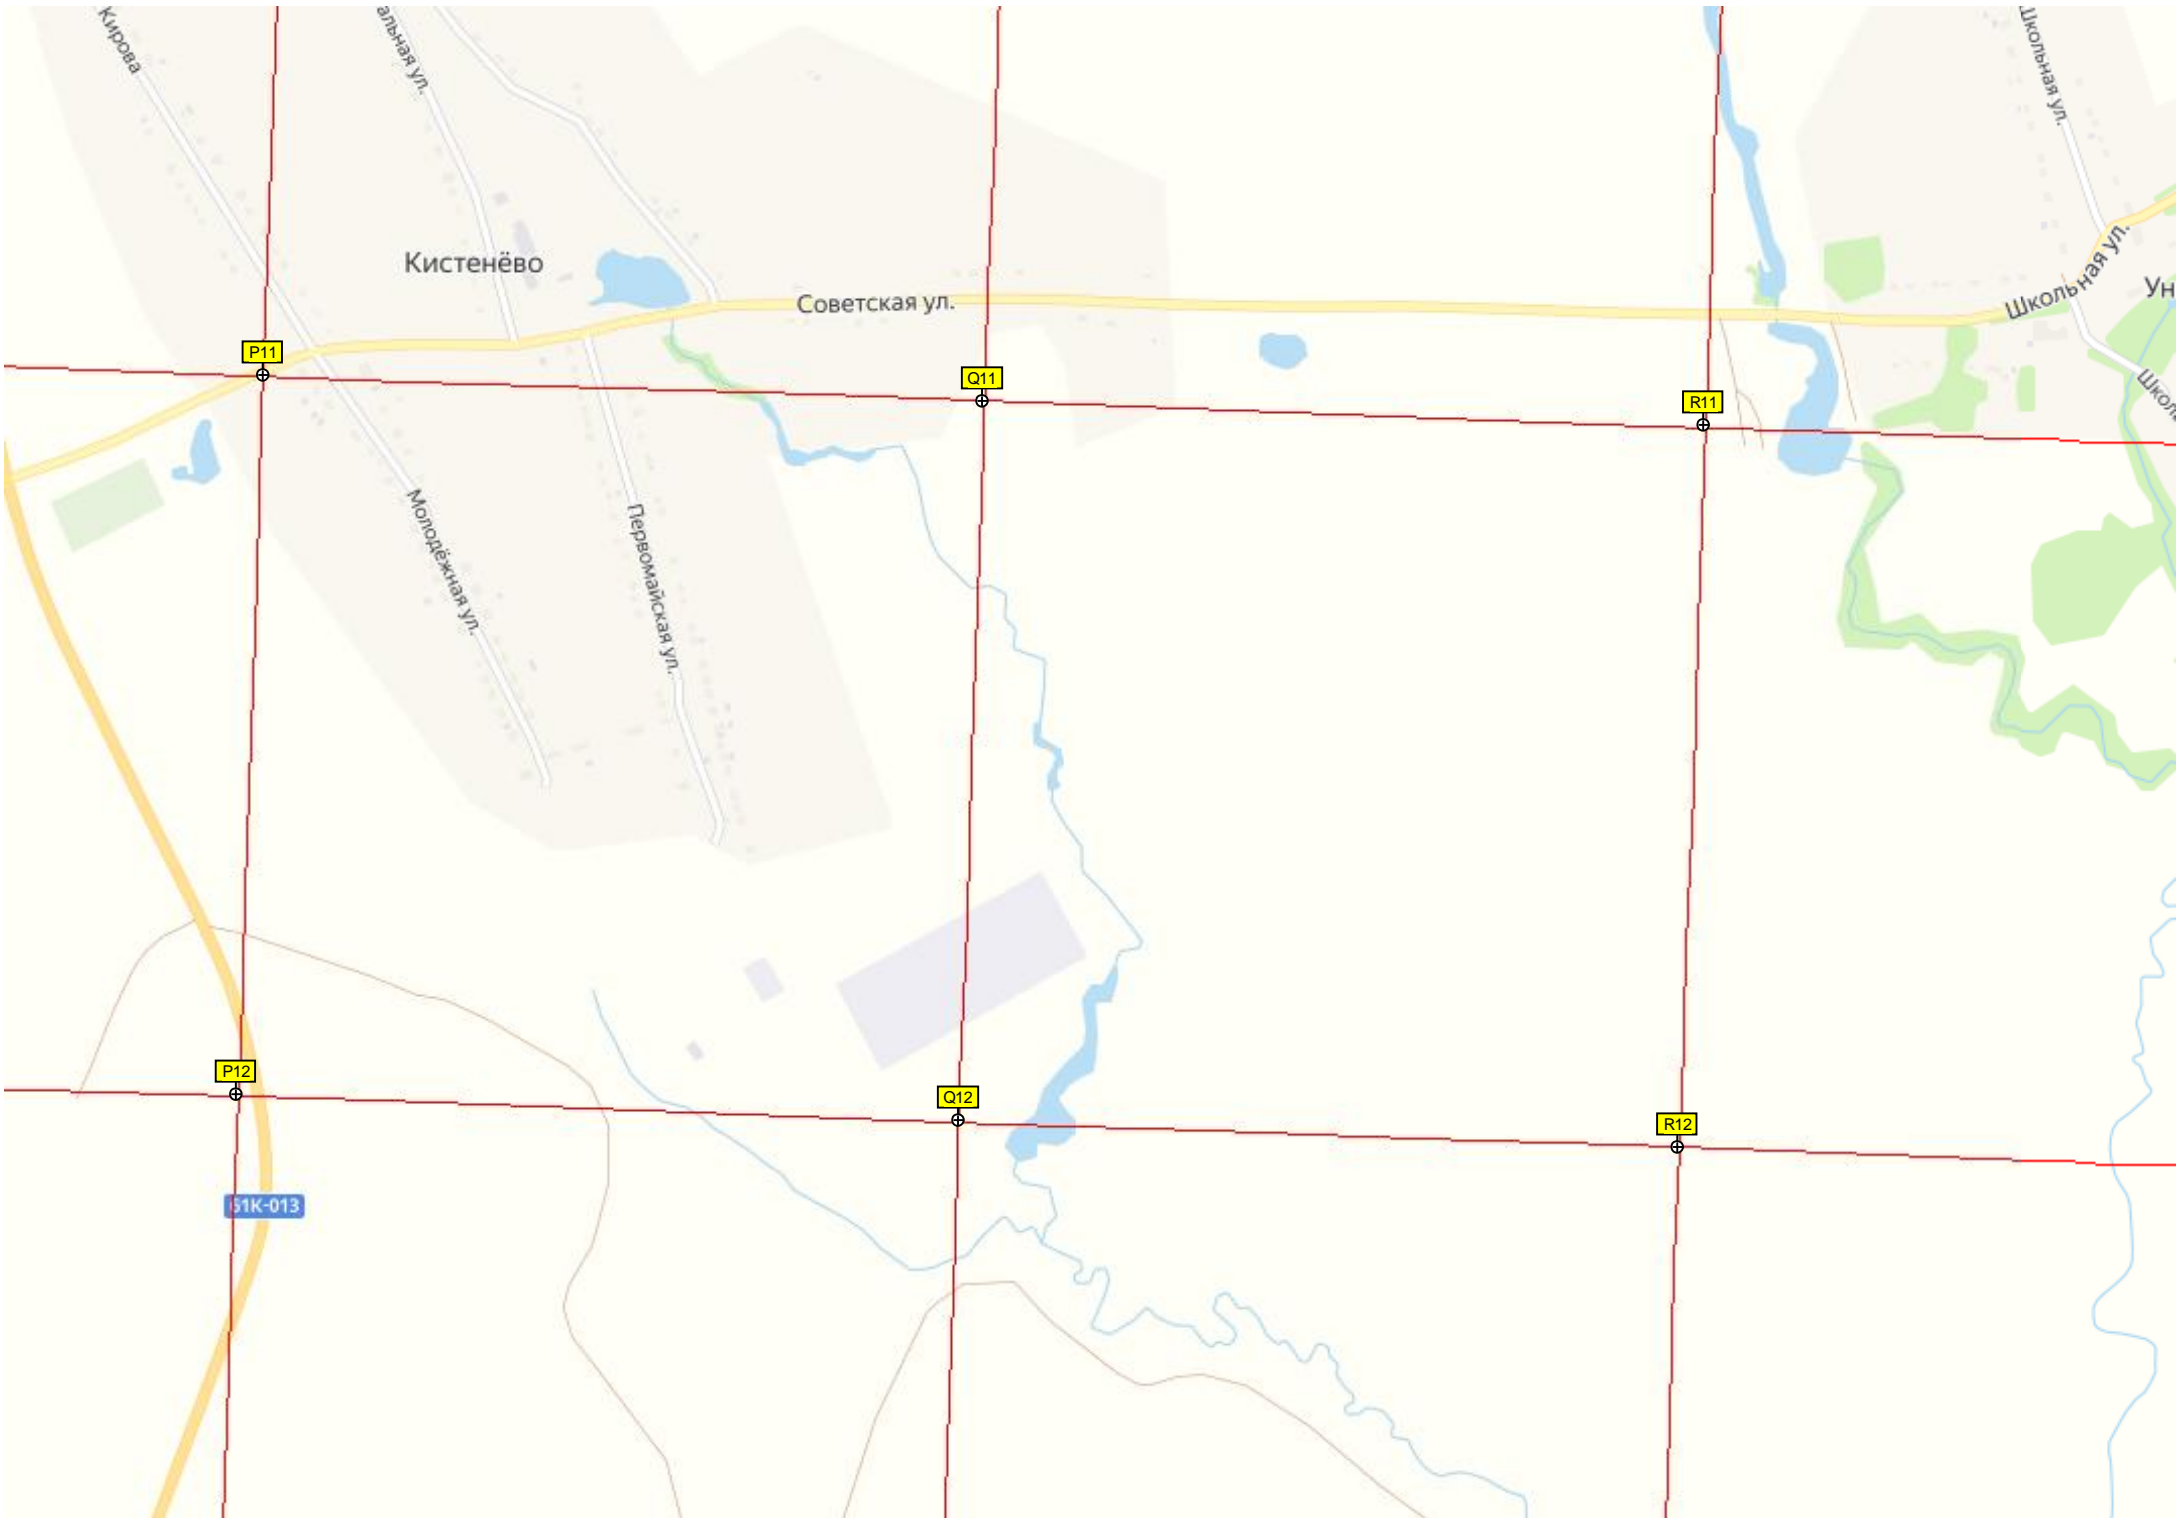 Кирова
альная ул.
Школьная ул.
Кистенёво
Советская ул.
Школьная ул.
Ун
P11
Q11
R11
Школ
Молодёжная ул.
Первомайская ул.
P12
Q12
R12
61К-013